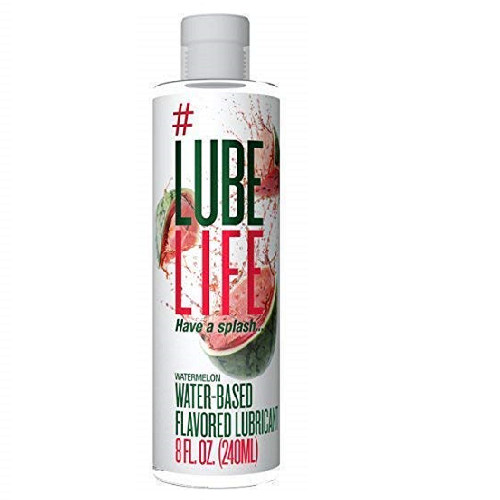 #
LUBE
LIFE
Have a splash...
WATERMELON
WATER-BASED
FLAVORED LUBRICANT
8 FL. OZ. (240ML)